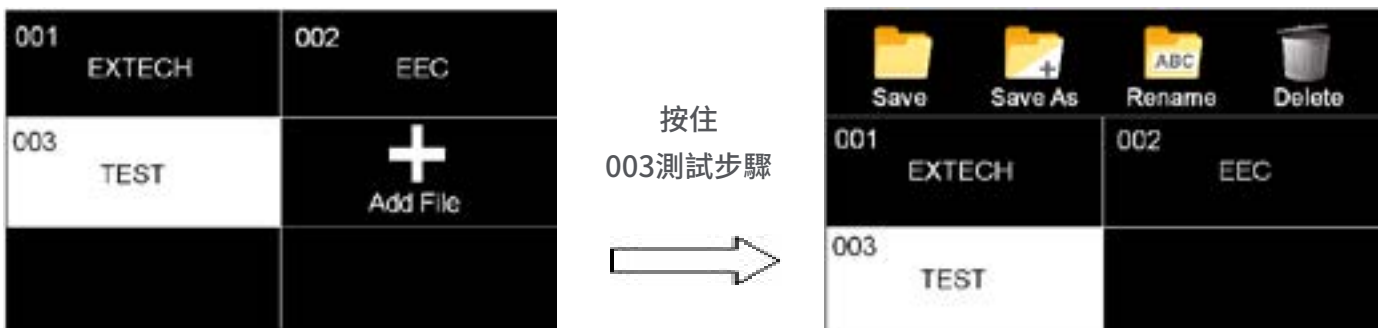 001
EXTECH
002
EEC
003
TEST
Add File
按住
003測試步驟
Save
Save As
ABC
Rename
Delete
001
EXTECH
002
EEC
003
TEST